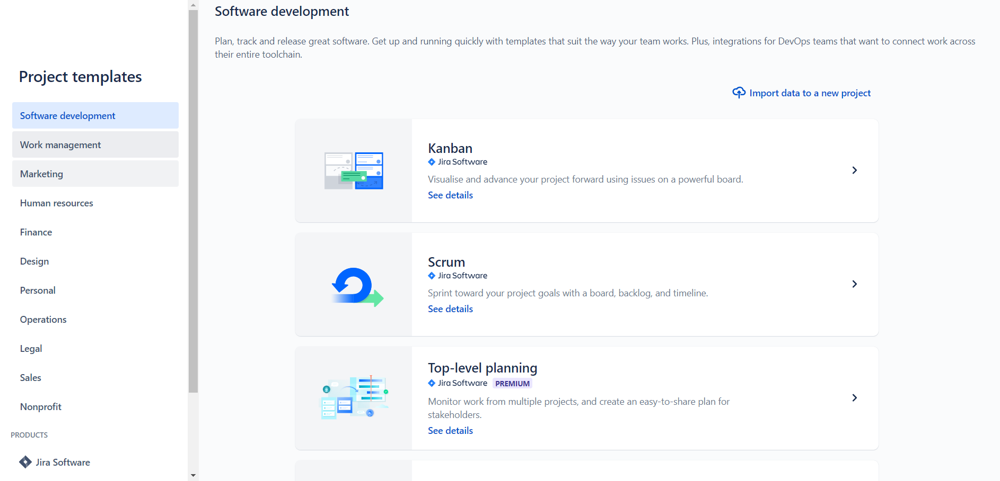 Project templates
Software development
Work management
Marketing
Human resources
Finance
Design
Personal
Operations
Legal
Sales
Nonprofit
PRODUCTS
Jira Software
Software development
Plan, track and release great software. Get up and running quickly with templates that suit the way your team works. Plus, integrations for DevOps teams that want to connect work across
their entire toolchain.
Import data to a new project
Kanban
Jira Software
Visualise and advance your project forward using issues on a powerful board.
See details
Scrum
Jira Software
Sprint toward your project goals with a board, backlog, and timeline.
See details
Top-level planning
Jira Software PREMIUM
Monitor work from multiple projects, and create an easy-to-share plan for
stakeholders.
See details